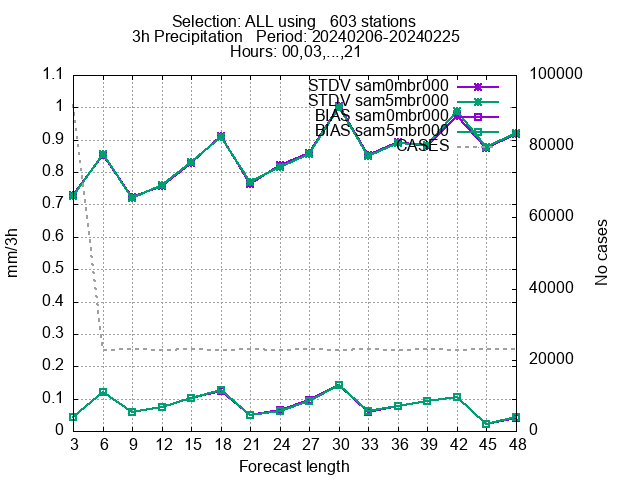 Selection: ALL using   603 stations
3h Precipitation   Period: 20240206-20240225
Hours: 00,03,...,21
STDV sam0mbr000
STDV sam5mbr000
BIAS sam0mbr000
BIAS sam5mbr000
CASES
1.1
1
0.9
0.8
0.7
0.6
0.5
0.4
0.3
0.2
0.1
0
mm/3h
100000
80000
60000
40000
20000
0
No cases
3 6 9 12 15 18 21 24 27 30 33 36 39 42 45 48
Forecast length